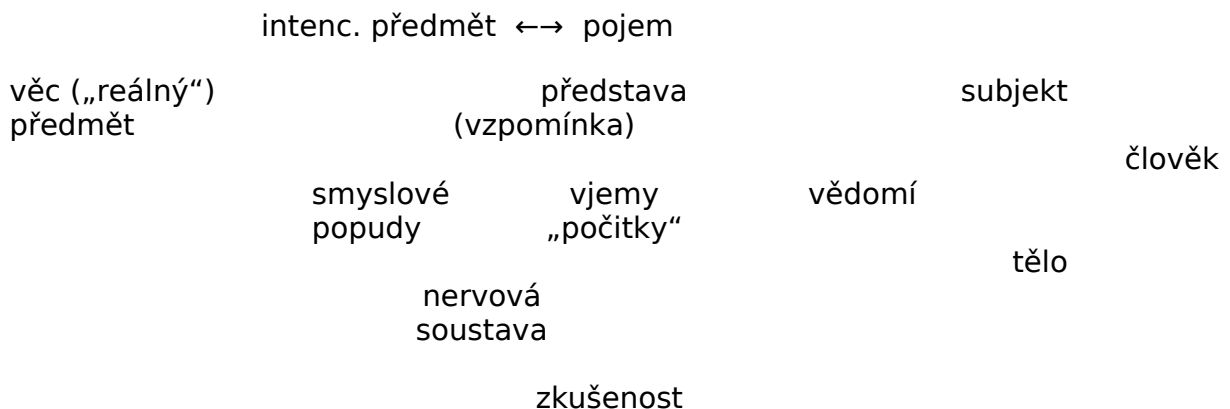 intenc. předmět ←→ pojem
věc („reálný“) představa subjekt
předmět (vzpomínka)
člověk
smyslové vjemy vědomí
popudy „počitky“
tělo
nervová
soustava
zkušenost